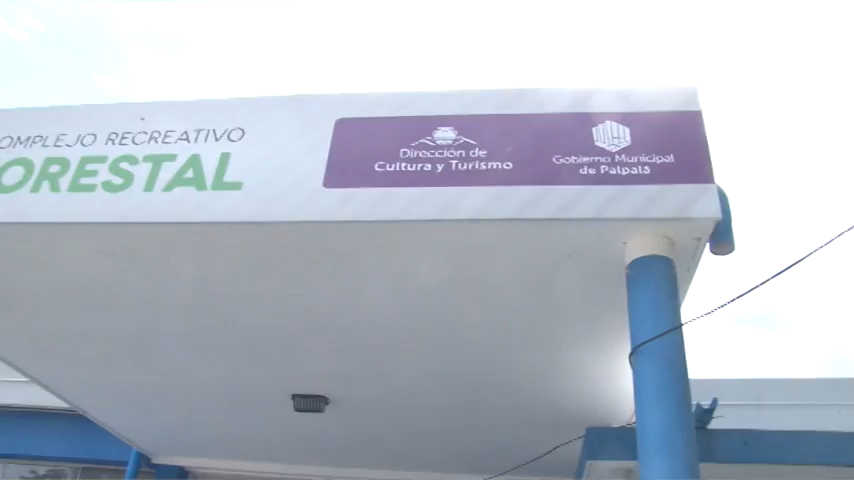 OMPLEJO RECREATIVO
ORESTAL
Dirección de
Cultura y Turismo
Gobierno Municipal
de Palpalá